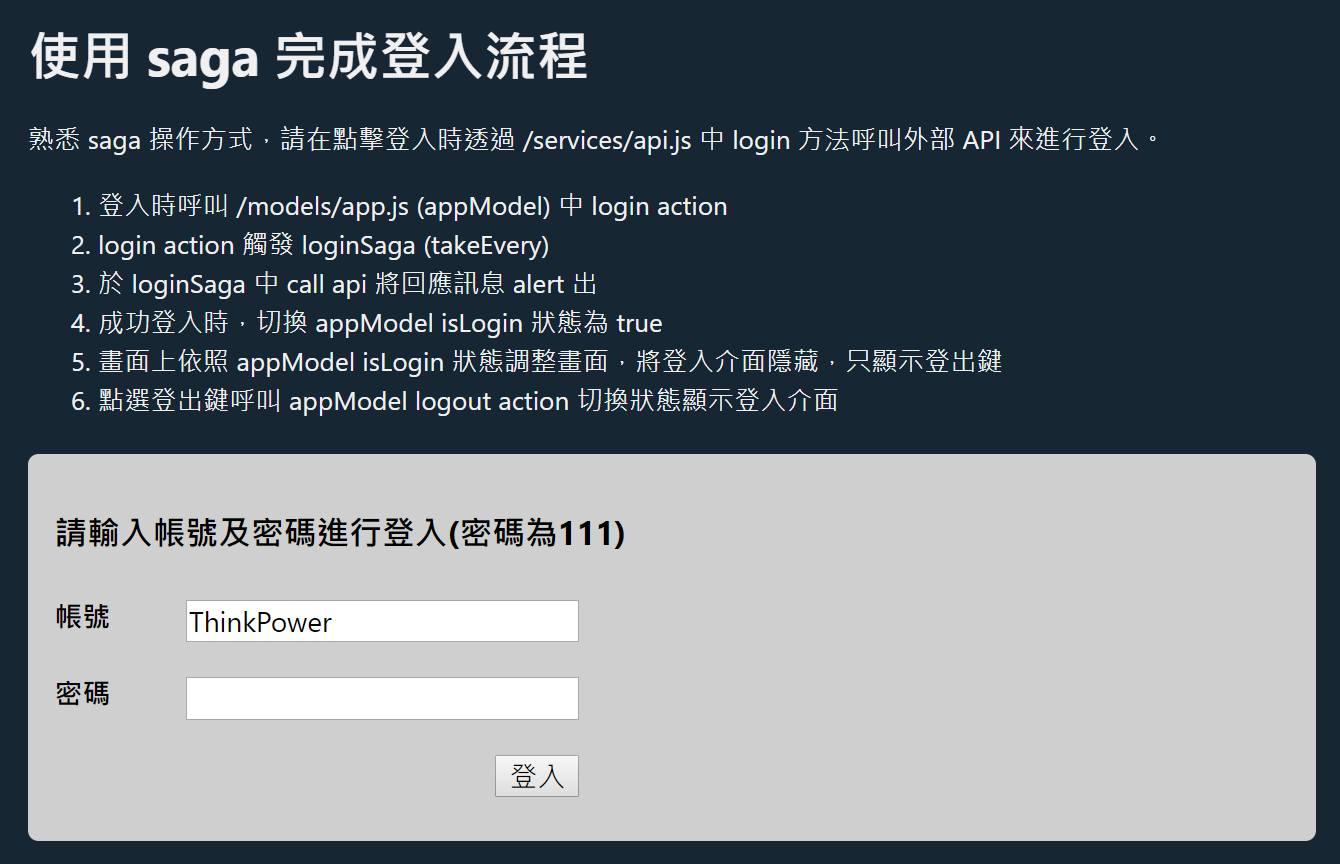 使用 saga 完成登入流程
熟悉 saga 操作方式，請在點擊登入時透過 /services/api.js 中 login 方法呼叫外部 API 來進行登入。
1. 登入時呼叫 /models/app.js (appModel) 中 login action
2. login action 觸發 loginSaga (takeEvery)
3. 於 loginSaga 中 call api 將回應訊息 alert 出
4. 成功登入時，切換 appModel isLogin 狀態為 true
5. 畫面上依照 appModel isLogin 狀態調整畫面，將登入介面隱藏，只顯示登出鍵
6. 點選登出鍵呼叫 appModel logout action 切換狀態顯示登入介面
請輸入帳號及密碼進行登入(密碼為111)
帳號 ThinkPower
密碼
登入